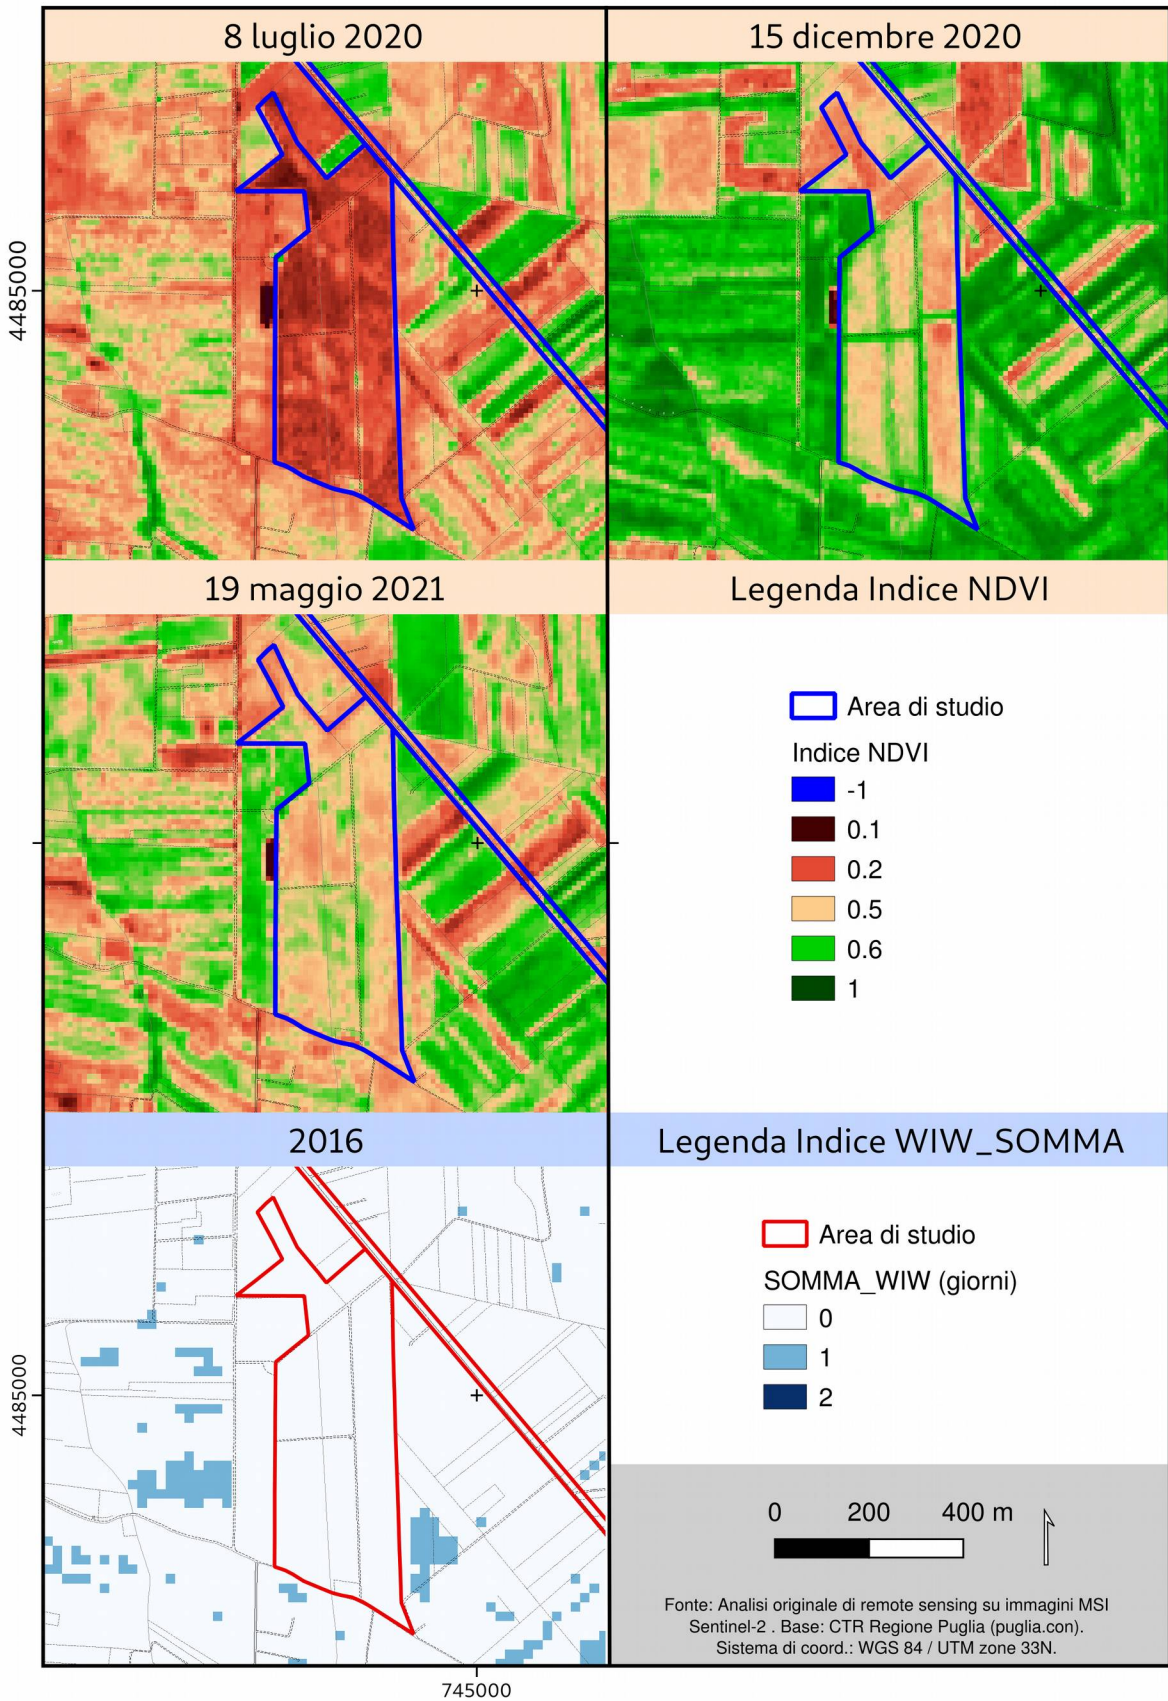 8 luglio 2020
15 dicembre 2020
4485000
19 maggio 2021
Legenda Indice NDVI
Area di studio
Indice NDVI
-1
0.1
0.2
0.5
0.6
1
2016
Legenda Indice WIW_SOMMA
4485000
Area di studio
SOMMA_WIW (giorni)
0
1
2
0 200 400 m
Fonte: Analisi originale di remote sensing su immagini MSI
Sentinel-2 . Base: CTR Regione Puglia (puglia.con).
Sistema di coord.: WGS 84 / UTM zone 33N.
745000